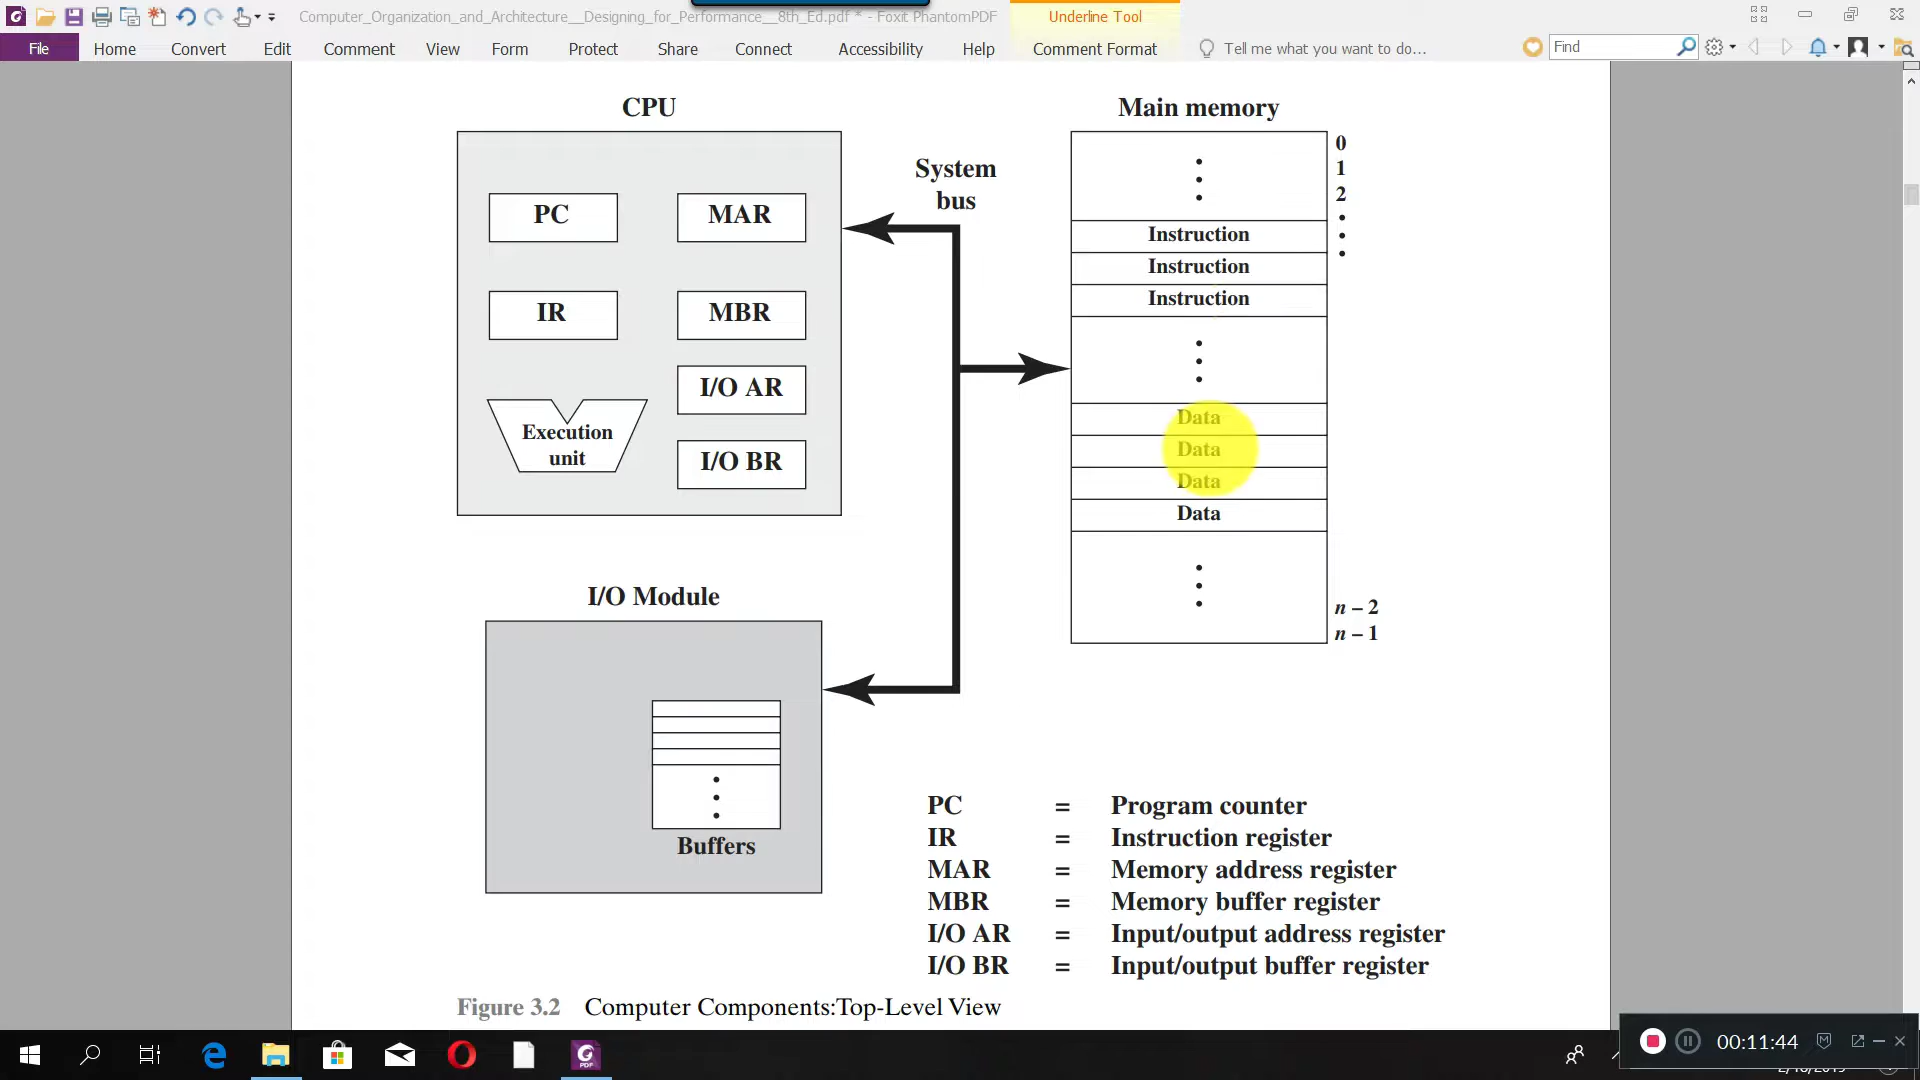 Computer_Organization_and_Architecture__Designing_for_Performance__8th_Ed.pdf * - Foxit PhantomPDF
Underline Tool
File Home Convert Edit Comment View Form Protect Share Connect Accessibility Help Comment Format Tell me what you want to do... Find
CPU
PC
MAR
IR
MBR
I/O AR
Execution
unit
I/O BR
System
bus
Main memory
0
1
2
Instruction
Instruction
Instruction
Data
Data
Data
Data
n – 2
n – 1
I/O Module
Buffers
PC = Program counter
IR = Instruction register
MAR = Memory address register
MBR = Memory buffer register
I/O AR = Input/output address register
I/O BR = Input/output buffer register
Figure 3.2 Computer Components:Top-Level View
PDF
00:11:44